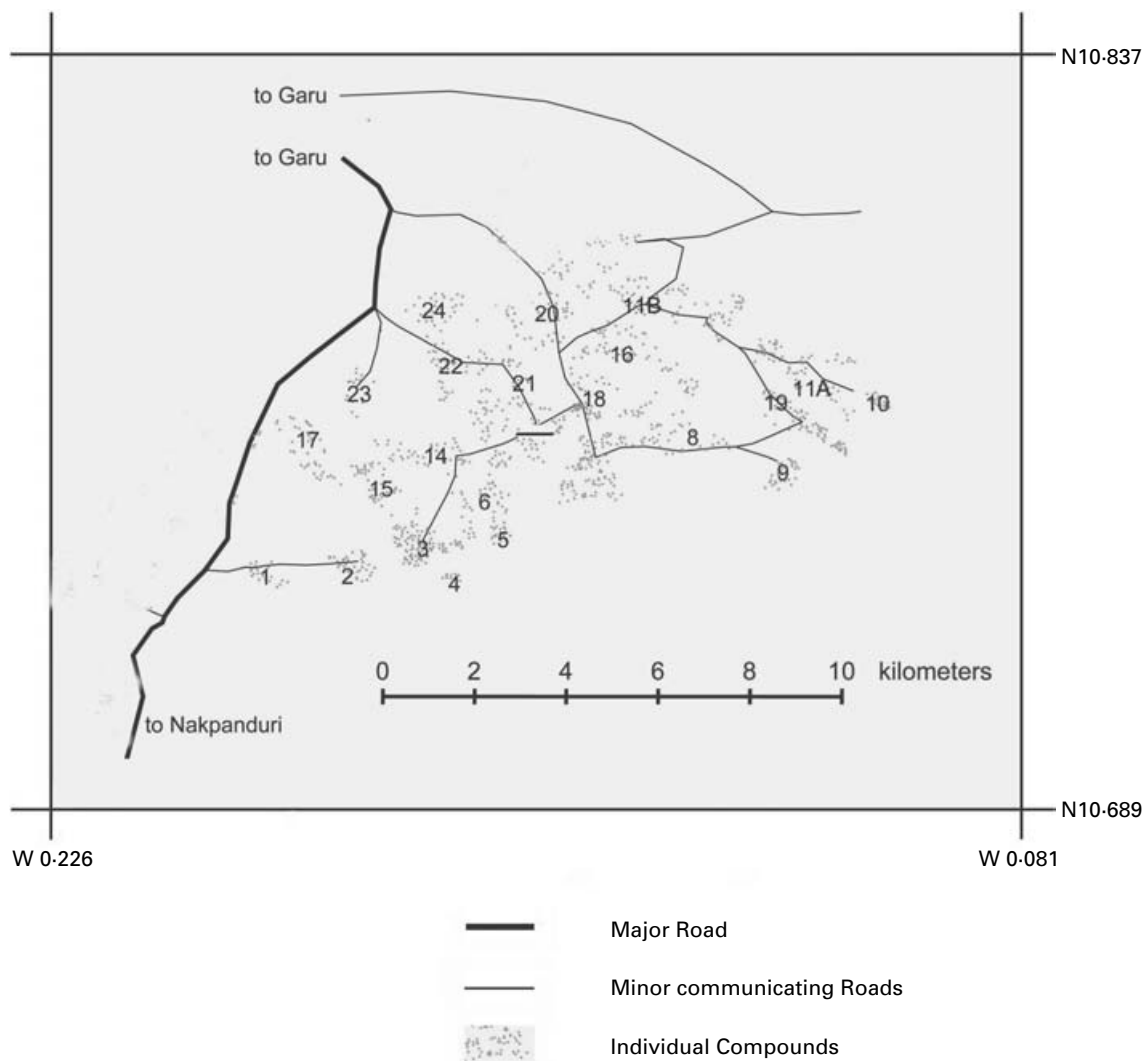 N10·837
to Garu
to Garu
24
20
11B
16
22
21
23
18
19
11A
10
17
14
8
15
9
6
5
3
1
2
4
0 2 4 6 8 10 kilometers
to Nakpanduri
N10·689
W 0·226
W 0·081
Major Road
Minor communicating Roads
Individual Compounds